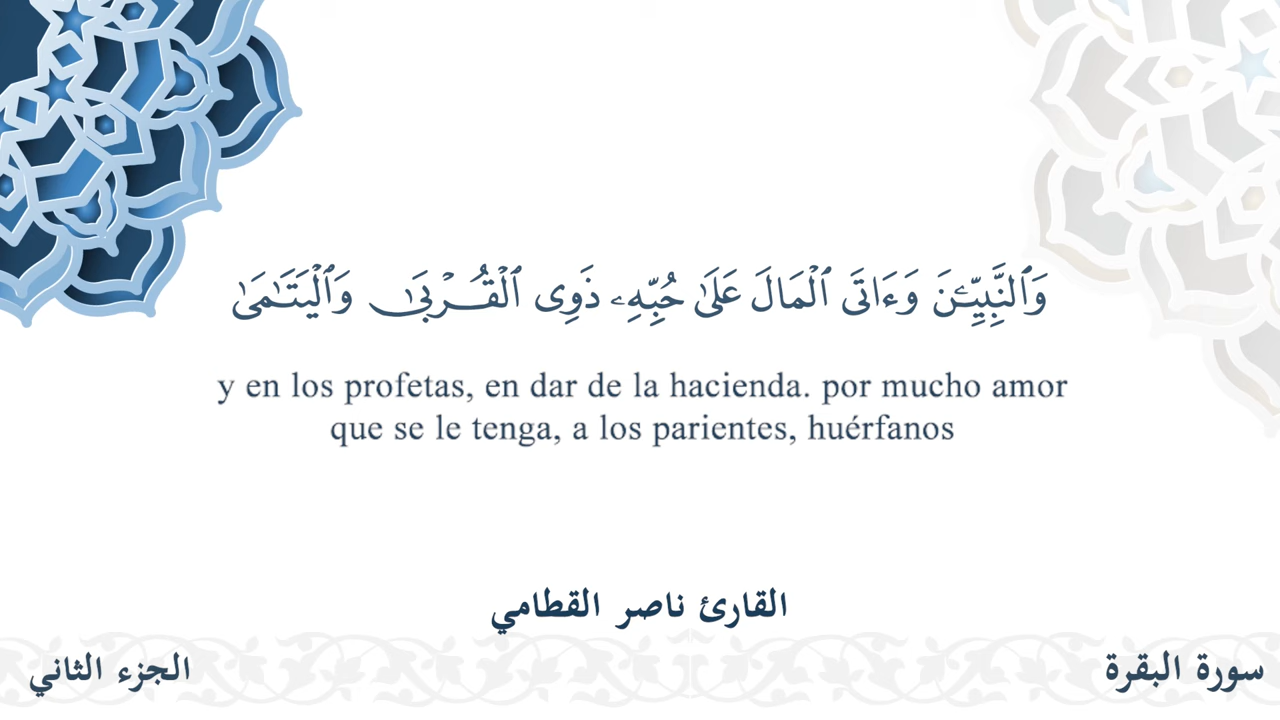 وَٱلنَّبِيِّـۧنَ وَءَاتَى ٱلْمَالَ عَلَىٰ حُبِّهِۦ ذَوِى ٱلْقُـرْبَىٰ وَٱلْيَتَـٰمَىٰ
y en los profetas, en dar de la hacienda. por mucho amor
que se le tenga, a los parientes, huérfanos
القارئ ناصر القطامي
سورة البقرة
الجزء الثاني